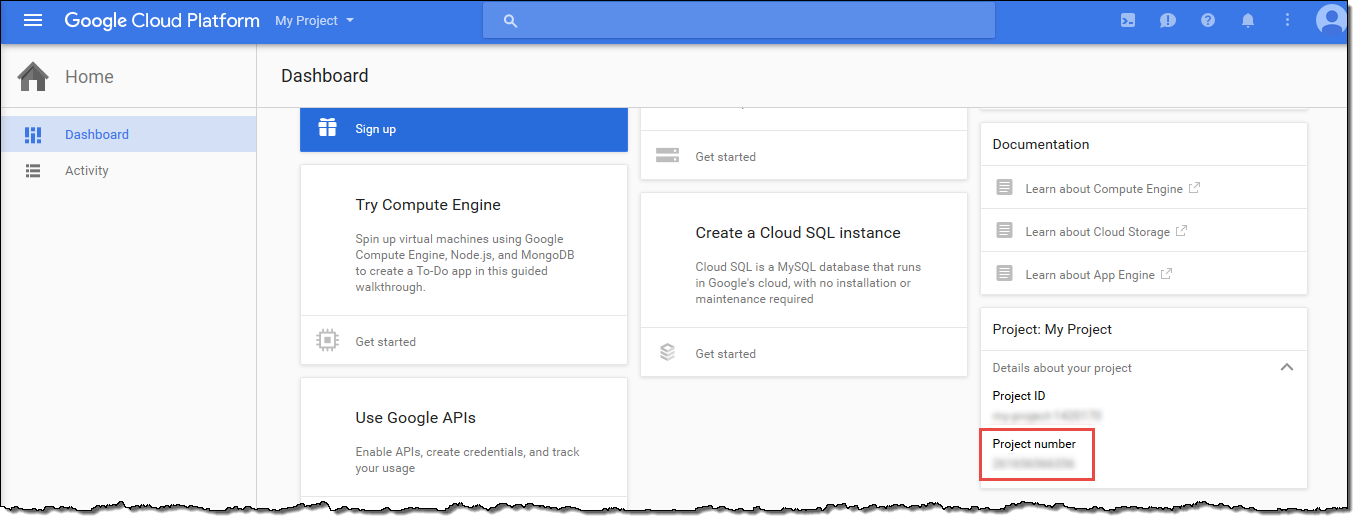 Google Cloud Platform
My Project
Home
Dashboard
Dashboard
Activity
Sign up
Try Compute Engine
Spin up virtual machines using Google
Compute Engine, Node.js, and MongoDB
to create a To-Do app in this guided
walkthrough.
Get started
Use Google APIs
Enable APIs, create credentials, and track
your usage
Get started
Create a Cloud SQL instance
Cloud SQL is a MySQL database that runs
in Google's cloud, with no installation or
maintenance required
Get started
Documentation
Learn about Compute Engine
Learn about Cloud Storage
Learn about App Engine
Project: My Project
Details about your project
Project ID
Project number